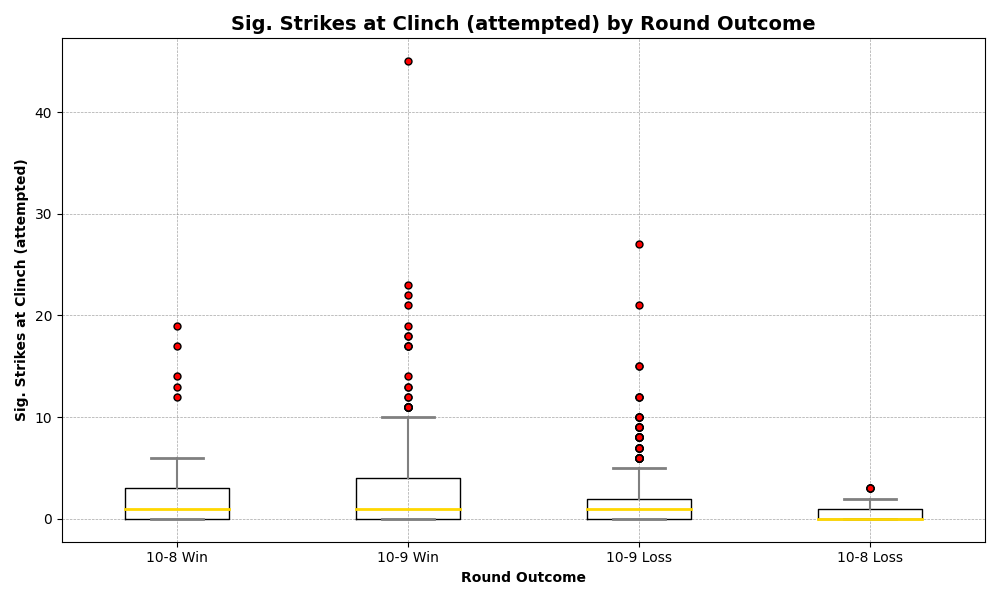 Sig. Strikes at Clinch (attempted) by Round Outcome
Sig. Strikes at Clinch (attempted)
40
30
20
10
0
10-8 Win
10-9 Win
10-9 Loss
10-8 Loss
Round Outcome